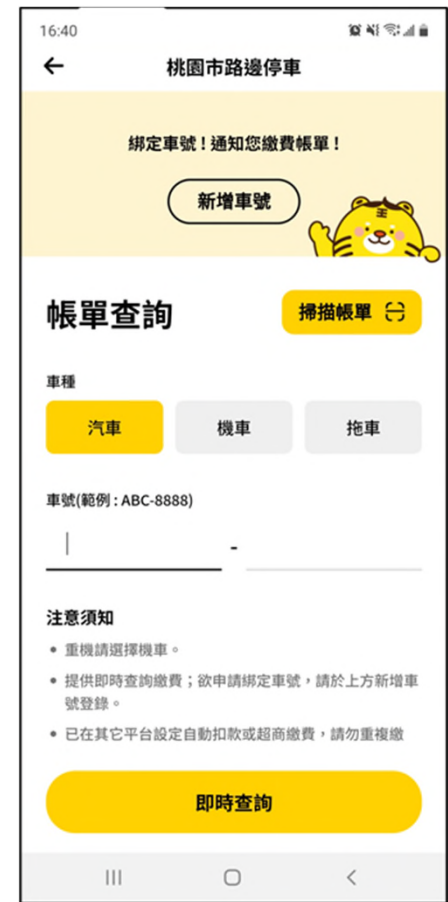 16:40
桃園市路邊停車
綁定車號！通知您繳費帳單！
新增車號
王
帳單查詢
掃描帳單
車種
汽車 機車 拖車
車號(範例 : ABC-8888)
-
注意須知
• 重機請選擇機車。
• 提供即時查詢繳費；欲申請綁定車號，請於上方新增車
號登錄。
• 已在其它平台設定自動扣款或超商繳費，請勿重複繳
即時查詢